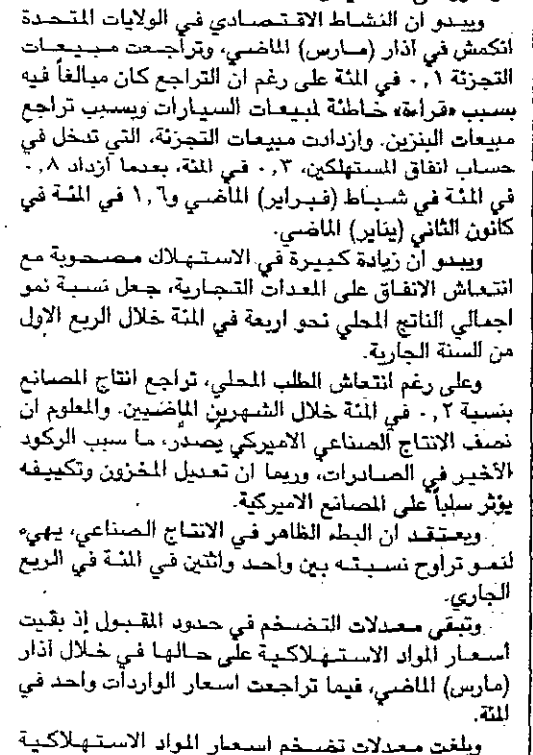 ويبدو ان النشاط الاقتصادي في الولايات المتحدة
انكمش في آذار (مارس) الماضي، وتراجعت مبيعات
التجزئة ٠,١ في المئة على رغم ان التراجع كان مبالغاً فيه
بسبب «قراءة» خاطئة لمبيعات السيارات وبسبب تراجع
مبيعات البنزين. وازدادت مبيعات التجزئة، التي تدخل في
حساب انفاق المستهلكين، ٠,٣ في المئة، بعدما ازداد ٠,٨
في المئة في شباط (فبراير) الماضي و١,٦ في المئة في
كانون الثاني (يناير) الماضي.
ويبدو ان زيادة كبيرة في الاستهلاك مصحوبة مع
انتعاش الانفاق على المعدات التجارية، جعل نسبة نمو
اجمالي الناتج المحلي نحو اربعة في المئة خلال الربع الاول
من السنة الجارية.
وعلى رغم انتعاش الطلب المحلي، تراجع انتاج المصانع
بنسبة ٠,٢ في المئة خلال الشهرين الماضيين. والمعلوم ان
نصف الانتاج الصناعي الاميركي يُصدّر، ما سبب الركود
الأخير في الصادرات، وربما ان تعديل المخزون وتكييفه
يؤثر سلباً على المصانع الاميركية.
ويعتقد ان البطء الظاهر في الانتاج الصناعي، يهيء
لنمو تراوح نسبته بين واحد واثنين في المئة في الربع
الجاري.
وتبقى معدلات التضخم في حدود المقبول إذ بقيت
أسعار المواد الاستهلاكية على حالها في خلال آذار
(مارس) الماضي، فيما تراجعت اسعار الواردات واحد في
المئة.
وبلغت معدلات تضخم اسعار المواد الاستهلاكية